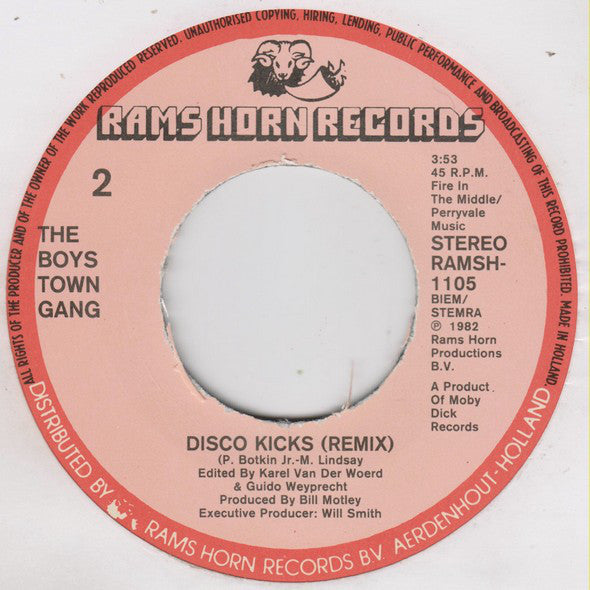 ALL RIGHTS OF THE PRODUCER AND OF THE OWNER OF THE WORK REPRODUCED RESERVED. UNAUTHORISED COPYING, HIRING, LENDING, PUBLIC PERFORMANCE AND BROADCASTING OF THIS RECORD PROHIBITED. MADE IN HOLLAND.
RAMS HORN RECORDS
2
THE
BOYS
TOWN
GANG
3:53
45 R.P.M.
Fire In
The Middle/
Perryvale
Music
STEREO
RAMSH-
1105
BIEM/
STEMRA
℗ 1982
Rams Horn
Productions
B.V.
A Product
Of Moby
Dick
Records
DISCO KICKS (REMIX)
(P. Botkin Jr.-M. Lindsay
Edited By Karel Van Der Woerd
& Guido Weyprecht
Produced By Bill Motley
Executive Producer: Will Smith
DISTRIBUTED BY RAMS HORN RECORDS B.V. AERDENHOUT-HOLLAND